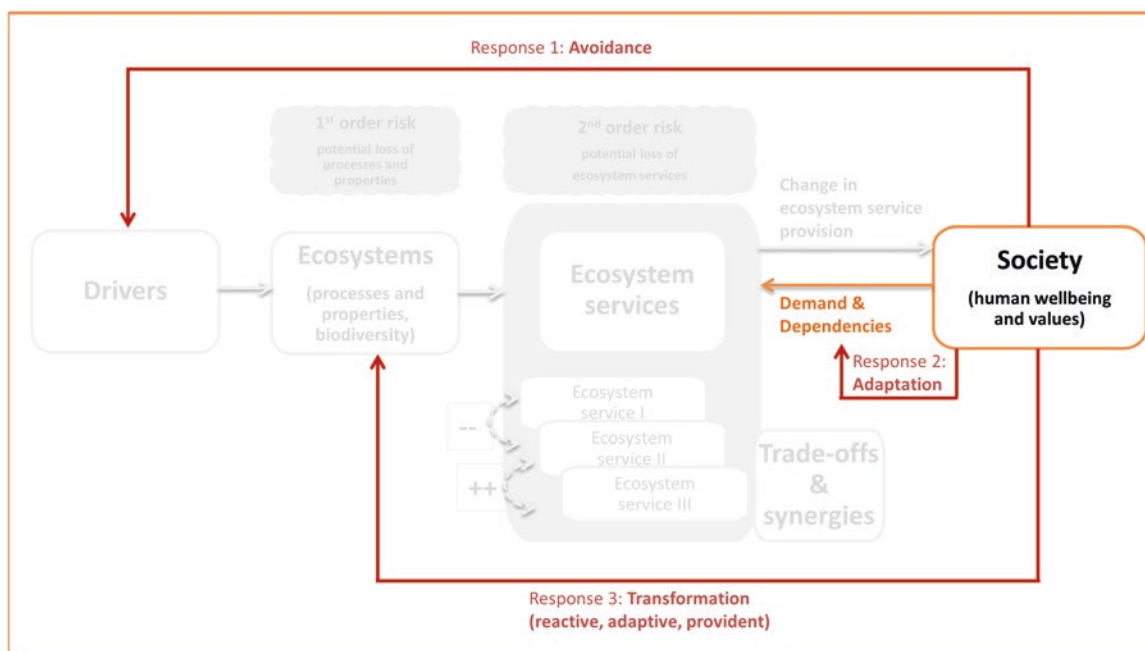 Response 1: Avoidance
1st order risk
potential loss of
processes and
properties
2nd order risk
potential loss of
ecosystem services
Change in
ecosystem service
provision
Drivers
Ecosystems
(processes and
properties,
biodiversity)
Ecosystem
services
Society
(human wellbeing
and values)
Demand &
Dependencies
Response 2:
Adaptation
Ecosystem
service I
--
Ecosystem
service II
++
Ecosystem
service III
Trade-offs
&
synergies
Response 3: Transformation
(reactive, adaptive, provident)